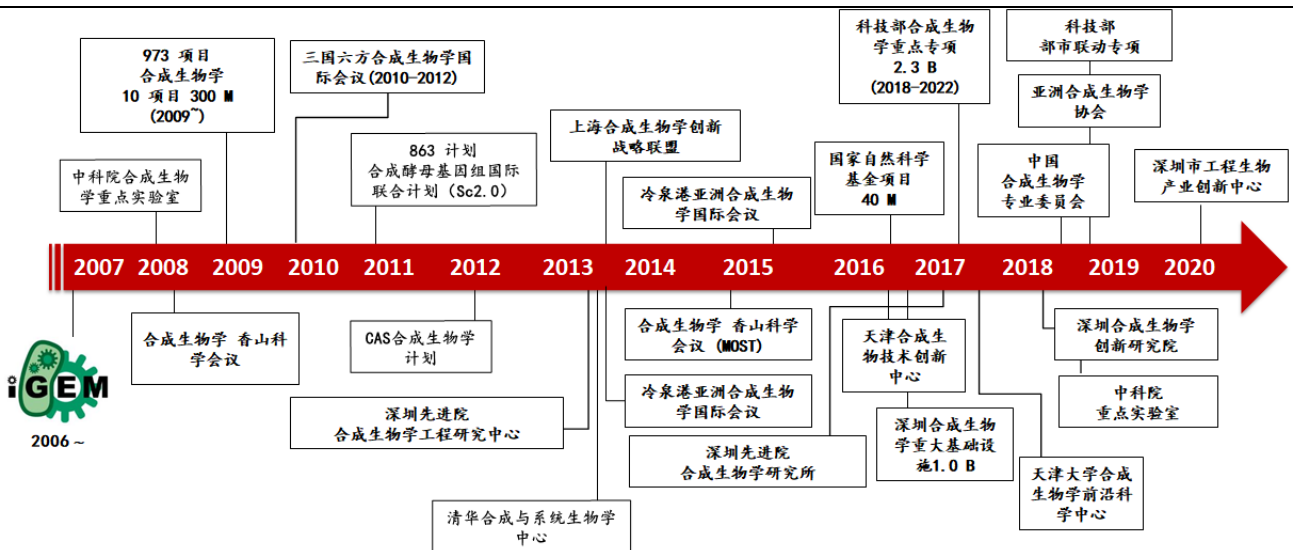 973 项目
合成生物学
10 项目 300 M
(2009~)
三国六方合成生物学国
际会议(2010-2012)
科技部合成生物
学重点专项
2.3 B
(2018-2022)
科技部
部市联动专项
亚洲合成生物学
协会
中科院合成生物
学重点实验室
863 计划
合成酵母基因组国际
联合计划（Sc2.0）
上海合成生物学创新
战略联盟
冷泉港亚洲合成生物
学国际会议
国家自然科学
基金项目
40 M
中国
合成生物学
专业委员会
深圳市工程生物
产业创新中心
2007 2008 2009 2010 2011 2012 2013 2014 2015 2016 2017 2018 2019 2020
iGEM
2006～
合成生物学 香山科
学会议
CAS合成生物学
计划
深圳先进院
合成生物学工程研究中心
清华合成与系统生物学
中心
合成生物学 香山科学
会议 (MOST)
冷泉港亚洲合成生物
学国际会议
深圳先进院
合成生物学研究所
天津合成生
物技术创新
中心
深圳合成生物
学重大基础设
施1.0 B
天津大学合成
生物学前沿科
学中心
深圳合成生物学
创新研究院
中科院
重点实验室